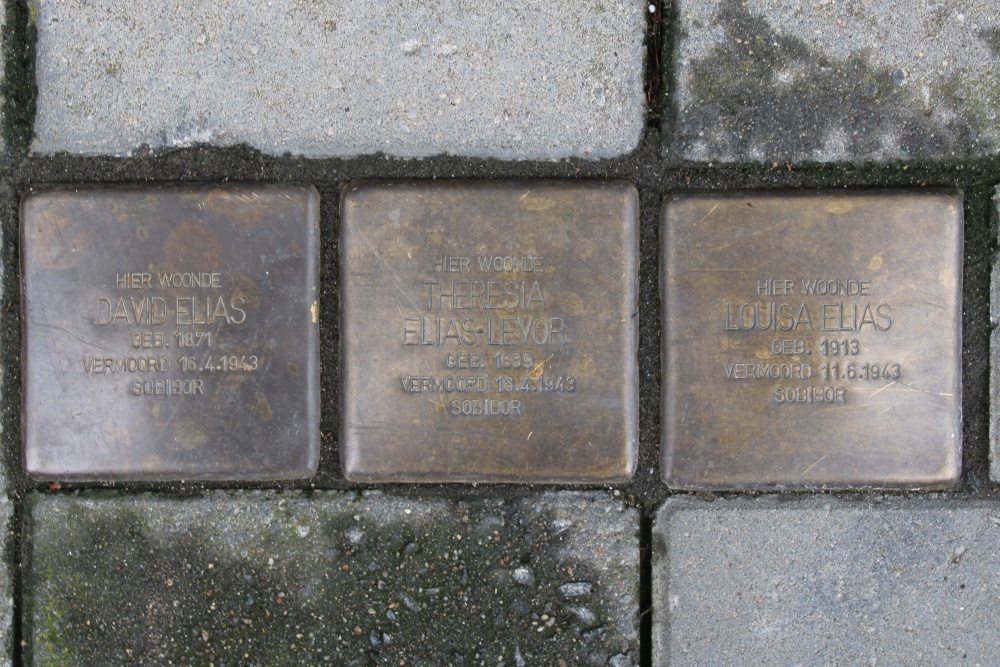 HIER WOONDE
DAVID ELIAS
GEB. 1871
VERMOORD 16.4.1943
SOBIBOR
HIER WOONDE
THERESIA
ELIAS-LEVOR
GEB. 1869
VERMOORD 16.4.1943
SOBIBOR
HIER WOONDE
LOUISA ELIAS
GEB. 1913
VERMOORD 11.6.1943
SOBIBOR